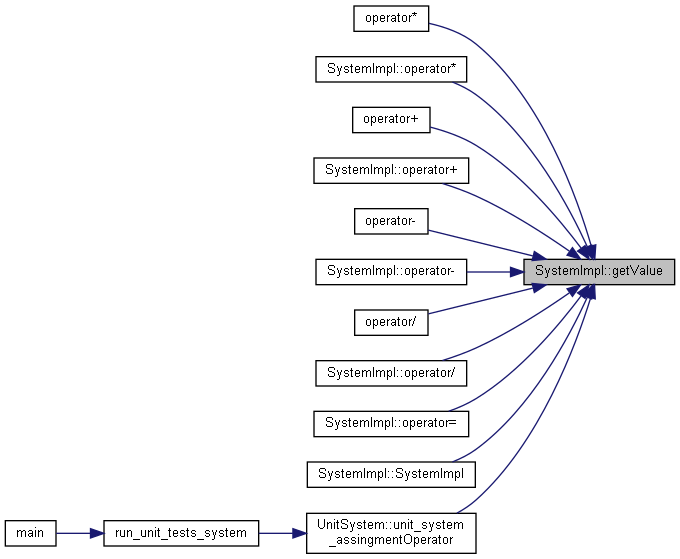 operator*
SystemImpl::operator*
operator+
SystemImpl::operator+
operator-
SystemImpl::getValue
SystemImpl::operator-
operator/
SystemImpl::operator/
SystemImpl::operator=
SystemImpl::SystemImpl
main
run_unit_tests_system
UnitSystem::unit_system
_assingmentOperator